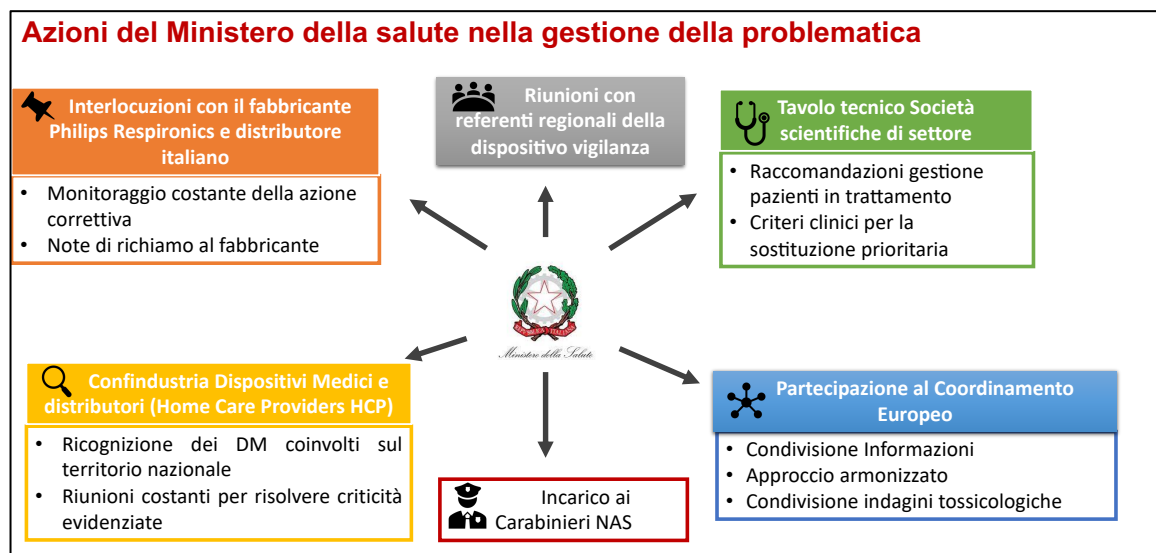 Azioni del Ministero della salute nella gestione della problematica
Interlocuzioni con il fabbricante
Philips Respironics e distributore
italiano
• Monitoraggio costante della azione
correttiva
• Note di richiamo al fabbricante
Riunioni con
referenti regionali della
dispositivo vigilanza
Tavolo tecnico Società
scientifiche di settore
• Raccomandazioni gestione
pazienti in trattamento
• Criteri clinici per la
sostituzione prioritaria
REPVBBLICA ITALIANA
Ministero della Salute
Confindustria Dispositivi Medici e
distributori (Home Care Providers HCP)
• Ricognizione dei DM coinvolti sul
territorio nazionale
• Riunioni costanti per risolvere criticità
evidenziate
Incarico ai
Carabinieri NAS
Partecipazione al Coordinamento
Europeo
• Condivisione Informazioni
• Approccio armonizzato
• Condivisione indagini tossicologiche